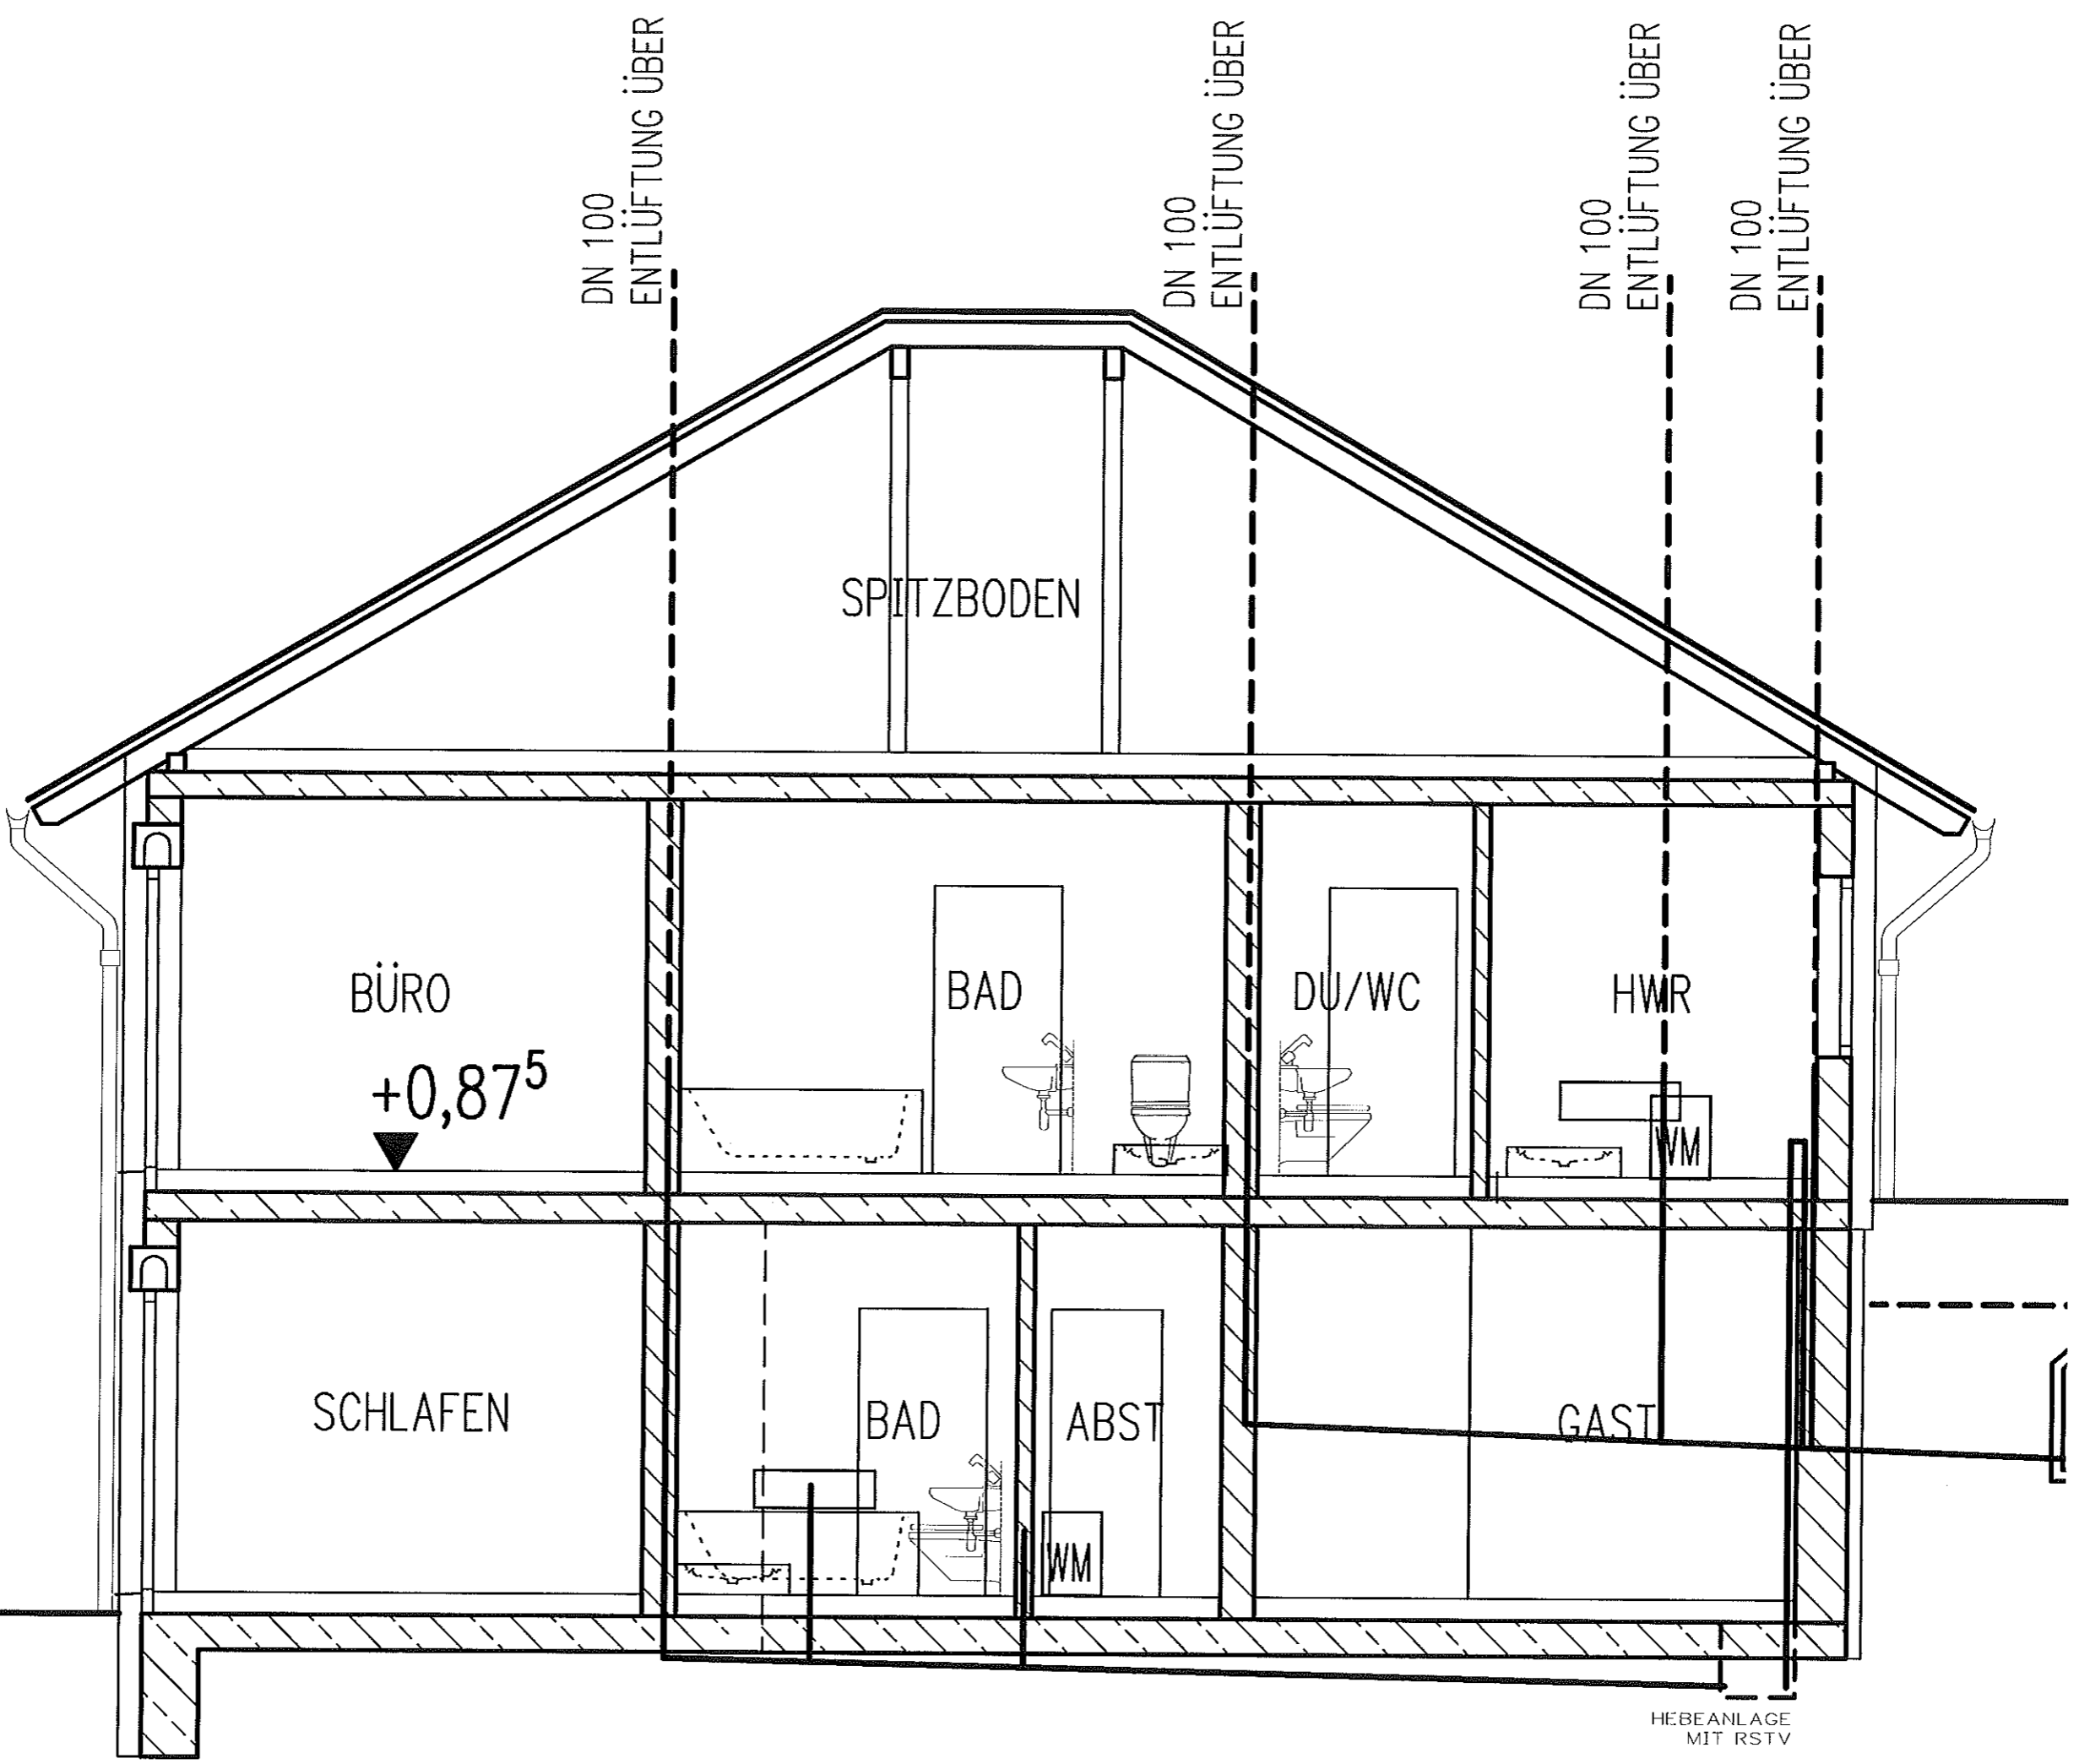 DN 100
ENTLÜFTUNG ÜBER
DN 100
ENTLÜFTUNG ÜBER
DN 100
ENTLÜFTUNG ÜBER
DN 100
ENTLÜFTUNG ÜBER
SPITZBODEN
BÜRO
BAD
DU/WC
HWR
+0,87⁵
WM
SCHLAFEN
BAD
ABST
GAST
WM
HEBEANLAGE
MIT RSTV